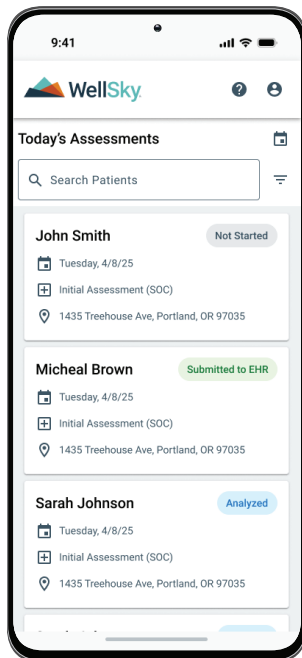 9:41
WellSky.
Today's Assessments
Search Patients
John Smith Not Started
Tuesday, 4/8/25
Initial Assessment (SOC)
1435 Treehouse Ave, Portland, OR 97035
Micheal Brown Submitted to EHR
Tuesday, 4/8/25
Initial Assessment (SOC)
1435 Treehouse Ave, Portland, OR 97035
Sarah Johnson Analyzed
Tuesday, 4/8/25
Initial Assessment (SOC)
1435 Treehouse Ave, Portland, OR 97035